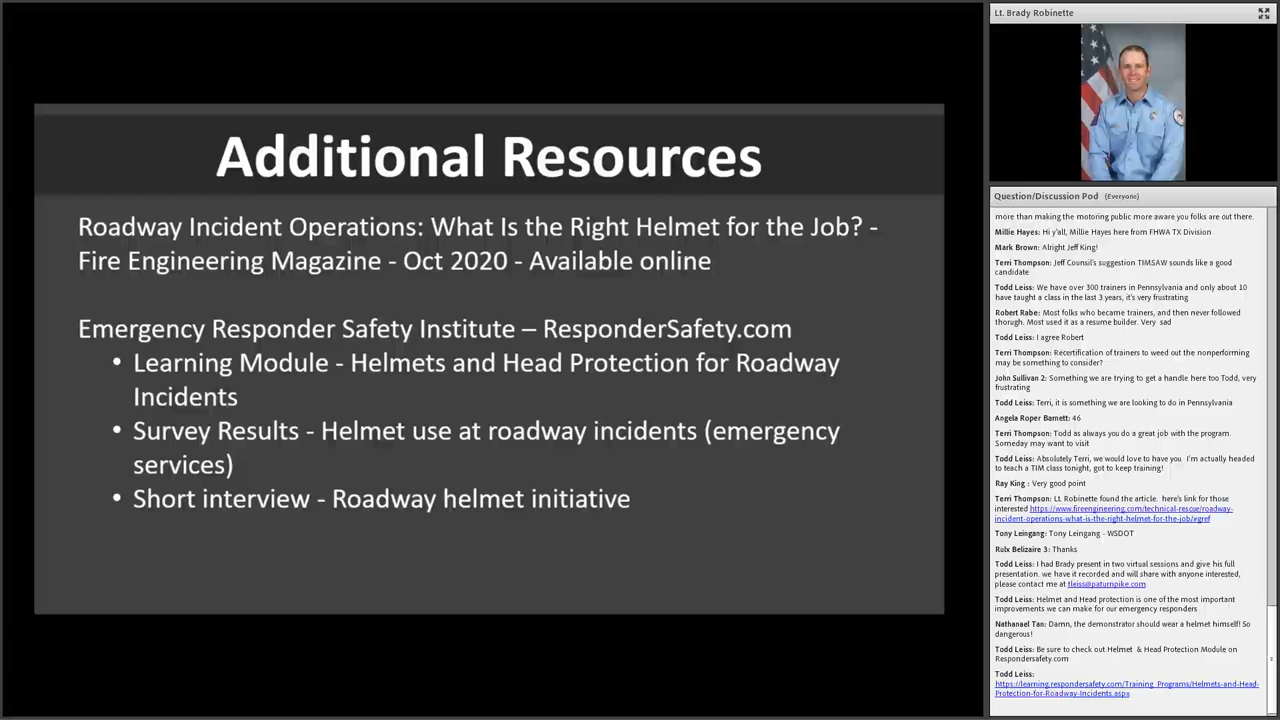 Additional Resources
Roadway Incident Operations: What Is the Right Helmet for the Job? -
Fire Engineering Magazine - Oct 2020 - Available online
Emergency Responder Safety Institute – ResponderSafety.com
• Learning Module - Helmets and Head Protection for Roadway
Incidents
• Survey Results - Helmet use at roadway incidents (emergency
services)
• Short interview - Roadway helmet initiative
Lt. Brady Robinette
Question/Discussion Pod (Everyone)
more than making the motoring public more aware you folks are out there.
Millie Hayes: Hi y'all, Millie Hayes here from FHWA TX Division
Mark Brown: Alright Jeff King!
Terri Thompson: Jeff Counsil's suggestion TIMSAW sounds like a good
candidate
Todd Leiss: We have over 300 trainers in Pennsylvania and only about 10
have taught a class in the last 3 years, it's very frustrating
Robert Rabe: Most folks who became trainers, and then never followed
thorugh. Most used it as a resume builder. Very sad
Todd Leiss: I agree Robert
Terri Thompson: Recertification of trainers to weed out the nonperforming
may be something to consider?
John Sullivan 2: Something we are trying to get a handle here too Todd, very
frustrating
Todd Leiss: Terri, it is something we are looking to do in Pennsylvania
Angela Roper Barnett: 46
Terri Thompson: Todd as always you do a great job with the program.
Someday may want to visit
Todd Leiss: Absolutely Terri, we would love to have you I'm actually headed
to teach a TIM class tonight, got to keep training!
Ray King : Very good point
Terri Thompson: Lt. Robinette found the article. here's link for those
interested https://www.fireengineering.com/technical-rescue/roadway-
incident-operations-what-is-the-right-helmet-for-the-job/#gref
Tony Leingang: Tony Leingang - WSDOT
Rulx Belizaire 3: Thanks
Todd Leiss: I had Brady present in two virtual sessions and give his full
presentation. we have it recorded and will share with anyone interested,
please contact me at tleiss@paturnpike.com
Todd Leiss: Helmet and Head protection is one of the most important
improvements we can make for our emergency responders
Nathanael Tan: Damn, the demonstrator should wear a helmet himself! So
dangerous!
Todd Leiss: Be sure to check out Helmet & Head Protection Module on
Respondersafety.com
Todd Leiss:
https://learning.respondersafety.com/Training_Programs/Helmets-and-Head-
Protection-for-Roadway-Incidents.aspx